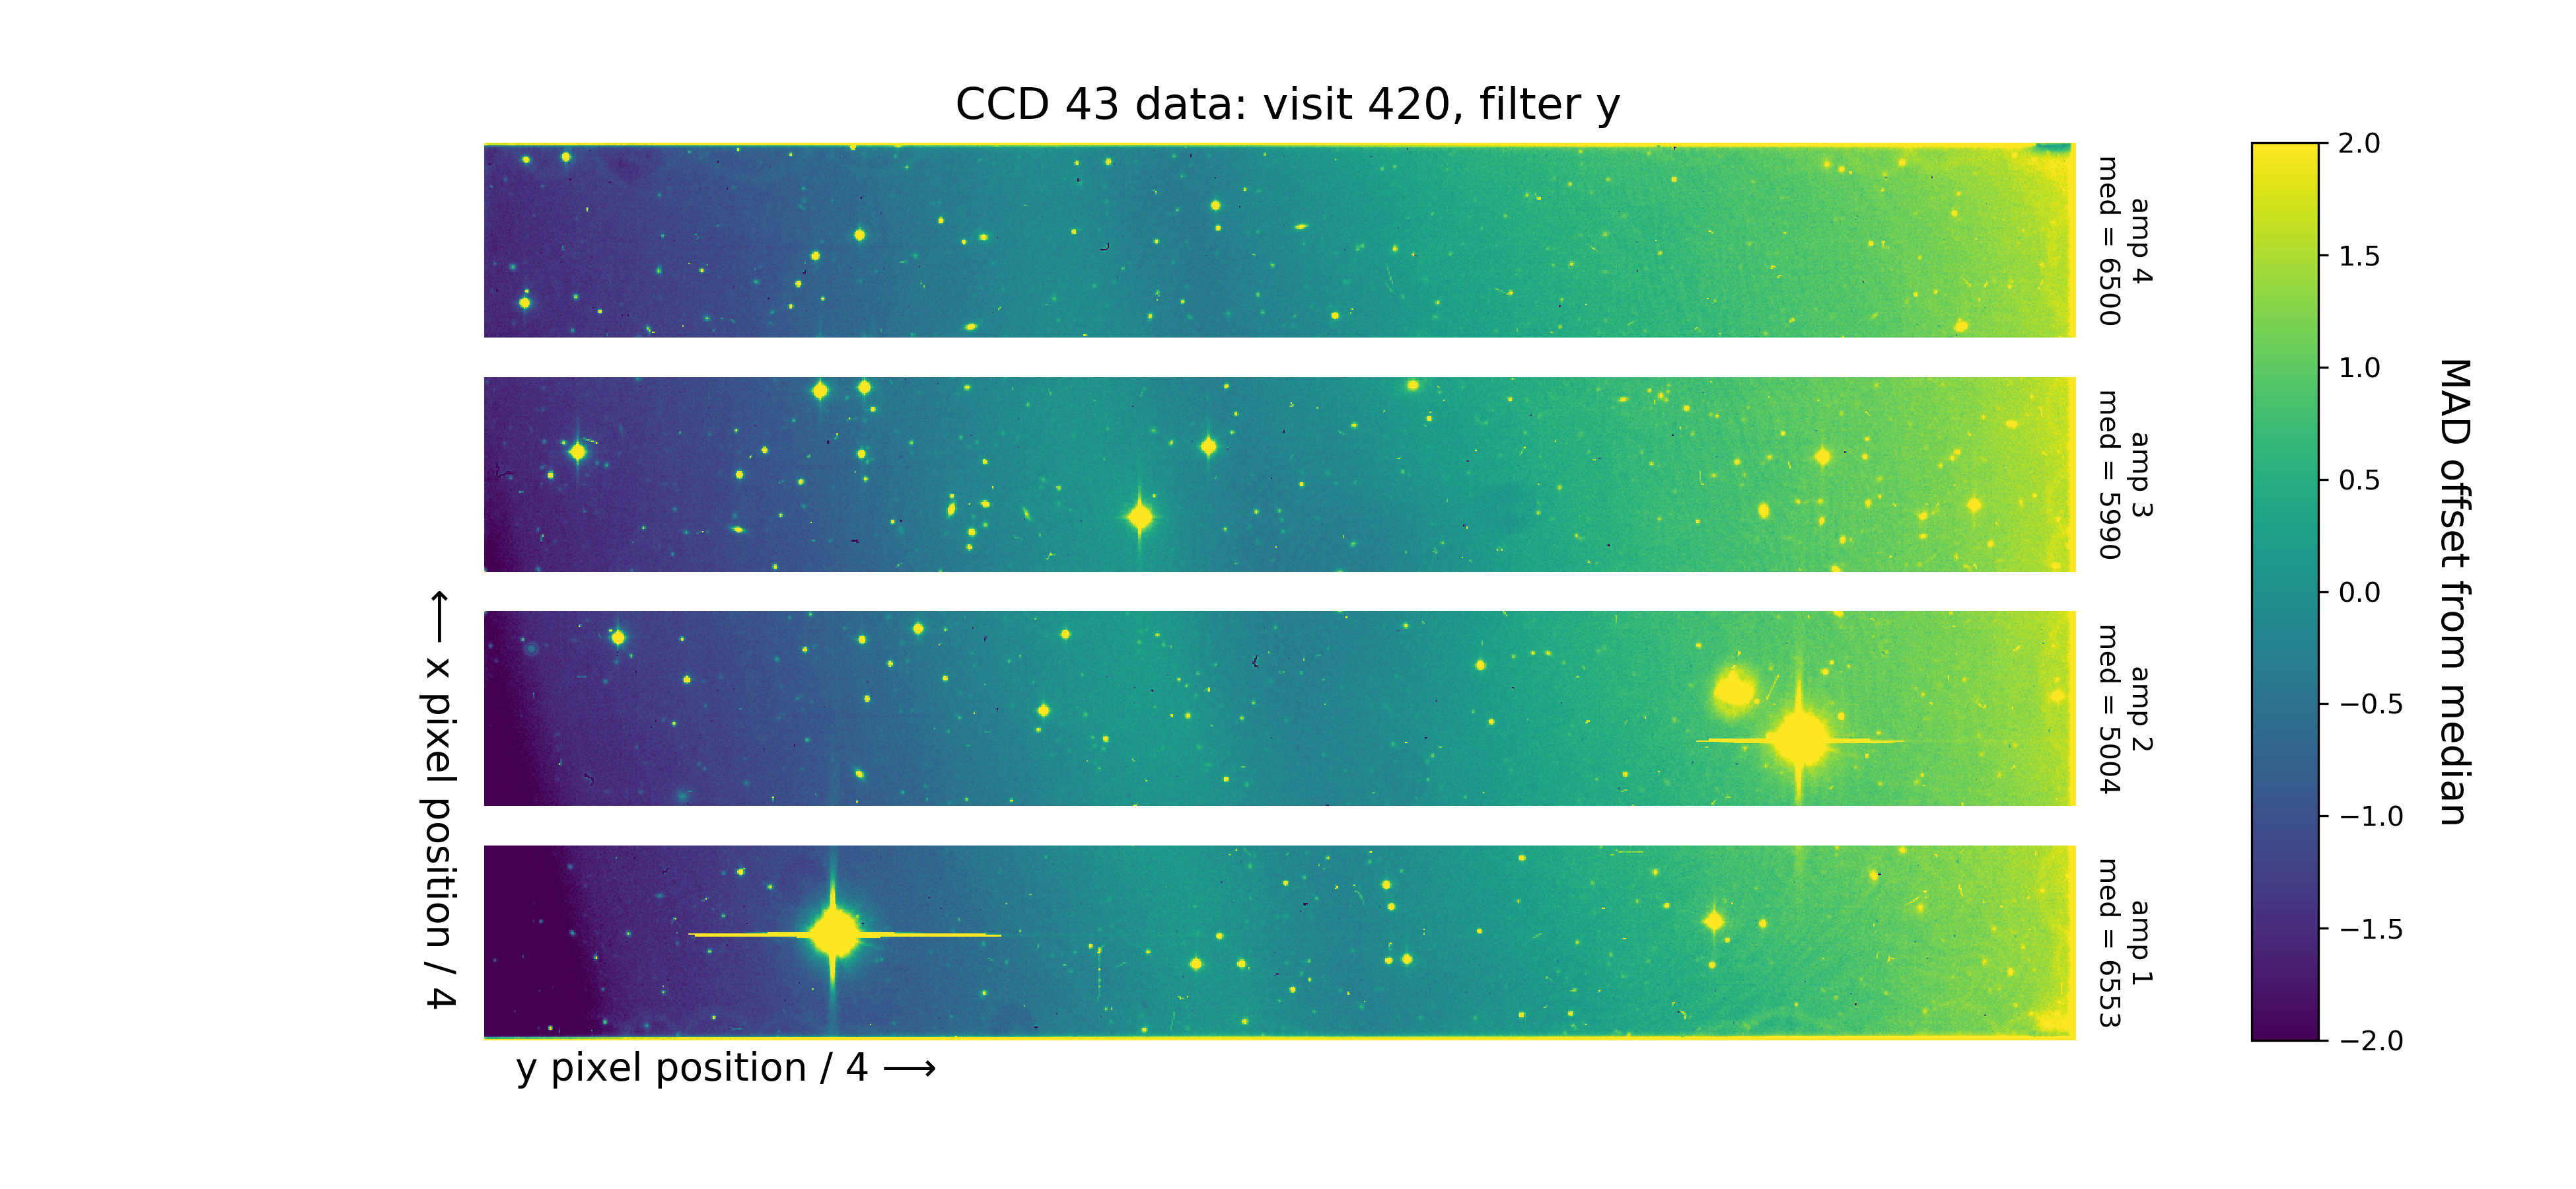 CCD 43 data: visit 420, filter y
amp 4
med = 6500
amp 3
med = 5990
amp 2
med = 5004
amp 1
med = 6553
⟵ x pixel position / 4
y pixel position / 4 ⟶
2.0
1.5
1.0
0.5
0.0
−0.5
−1.0
−1.5
−2.0
MAD offset from median